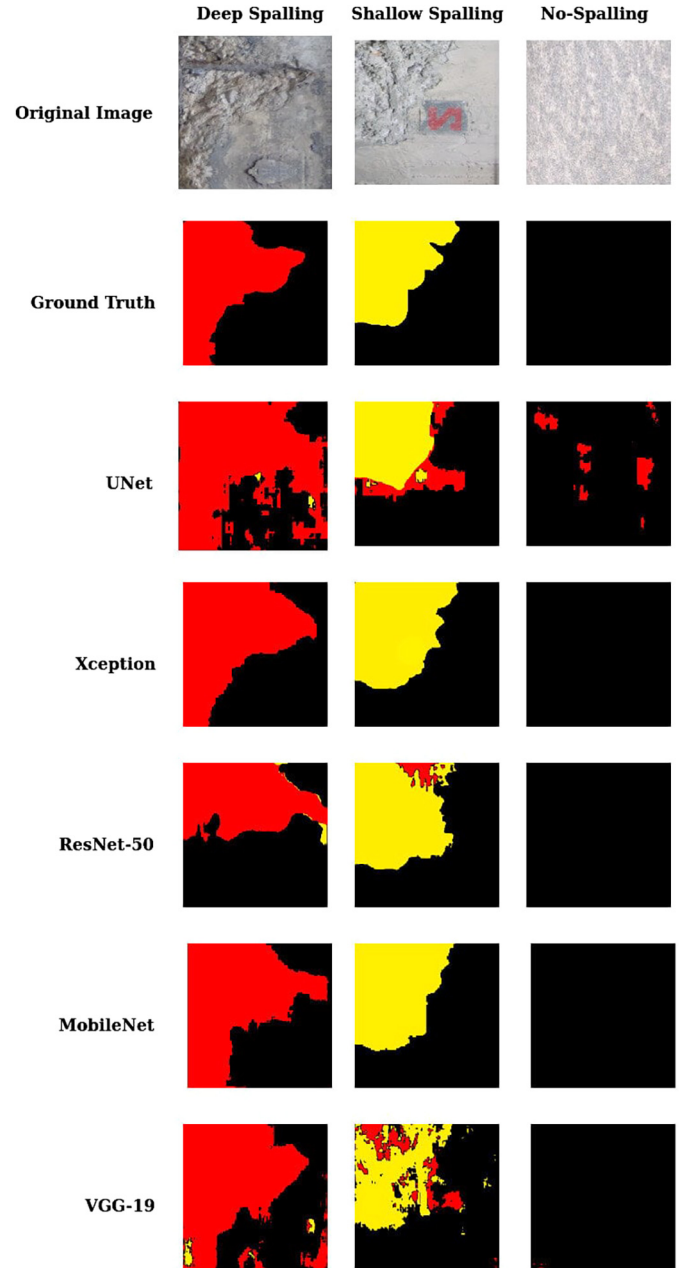 Deep Spalling Shallow Spalling No-Spalling
Original Image
Ground Truth
UNet
Xception
ResNet-50
MobileNet
VGG-19